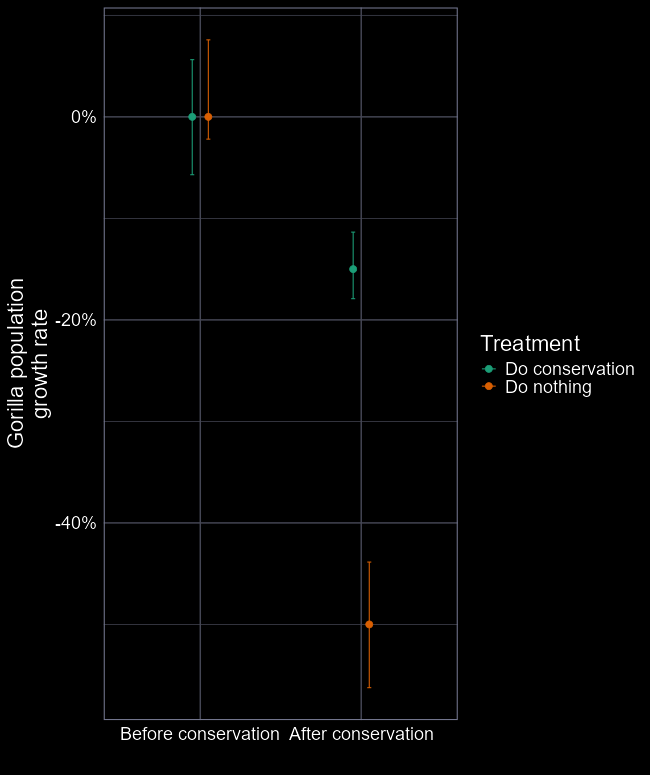 0%
-20%
-40%
Gorilla population
growth rate
Before conservation
After conservation
Treatment
Do conservation
Do nothing